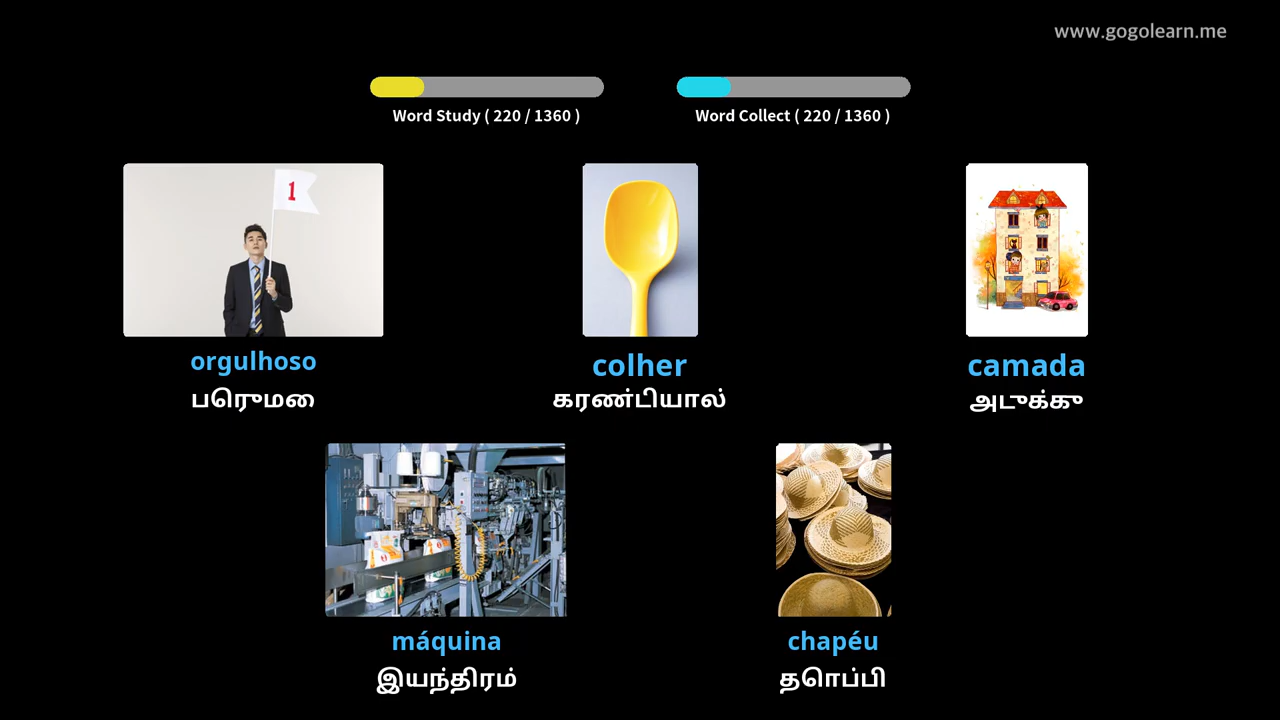 www.gogolearn.me
Word Study ( 220 / 1360 )
Word Collect ( 220 / 1360 )
orgulhoso
பெருமை
colher
கரண்டியால்
camada
அடுக்கு
máquina
இயந்திரம்
chapéu
தொப்பி
1